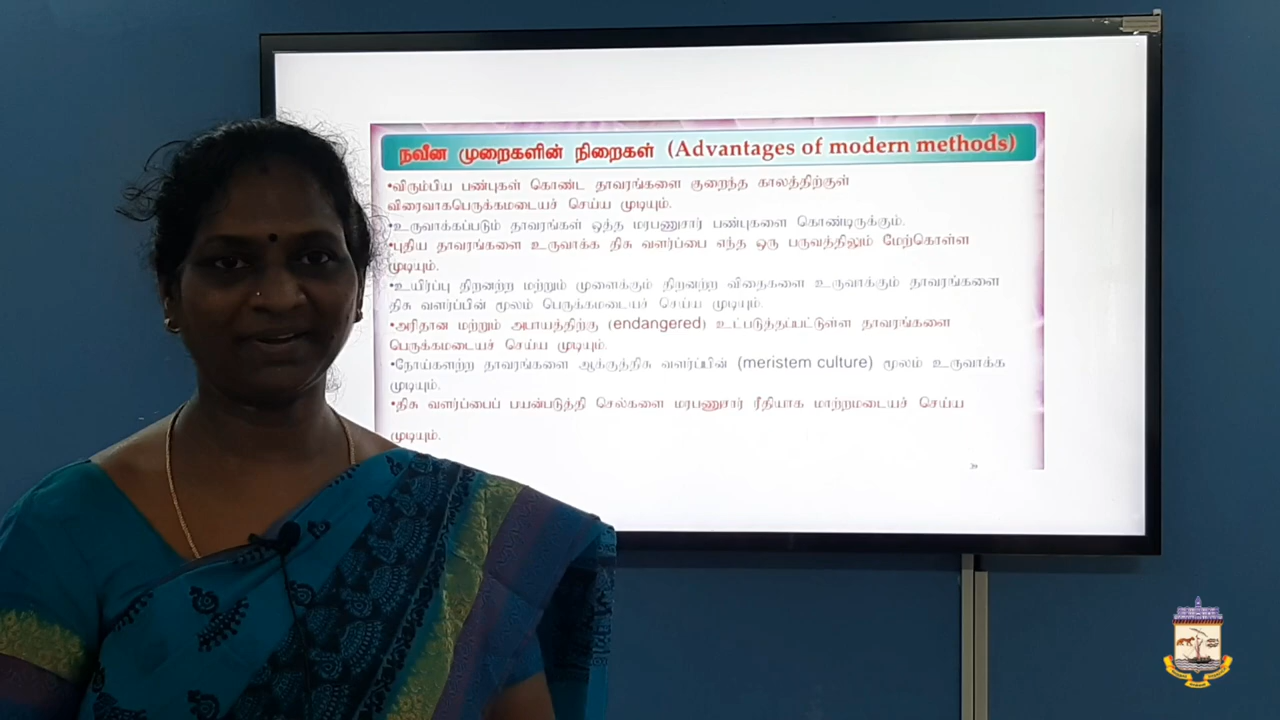 நவீன முறைகளின் நிறைகள் (Advantages of modern methods)
•விரும்பிய பண்புகள் கொண்ட தாவரங்களை குறைந்த காலத்திற்குள்
விரைவாகபெருக்கமடையச் செய்ய முடியும்.
•உருவாக்கப்படும் தாவரங்கள் ஒத்த மரபணுசார் பண்புகளை கொண்டிருக்கும்.
•புதிய தாவரங்களை உருவாக்க திசு வளர்ப்பை எந்த ஒரு பருவத்திலும் மேற்கொள்ள
முடியும்.
•உயிர்ப்பு திறனற்ற மற்றும் முளைக்கும் திறனற்ற விதைகளை உருவாக்கும் தாவரங்களை
திசு வளர்ப்பின் மூலம் பெருக்கமடையச் செய்ய முடியும்.
•அரிதான மற்றும் அபாயத்திற்கு (endangered) உட்படுத்தப்பட்டுள்ள தாவரங்களை
பெருக்கமடையச் செய்ய முடியும்.
•நோய்களற்ற தாவரங்களை ஆக்குத்திசு வளர்ப்பின் (meristem culture) மூலம் உருவாக்க
முடியும்.
•திசு வளர்ப்பைப் பயன்படுத்தி செல்களை மரபணுசார் ரீதியாக மாற்றமடையச் செய்ய
முடியும்.
39